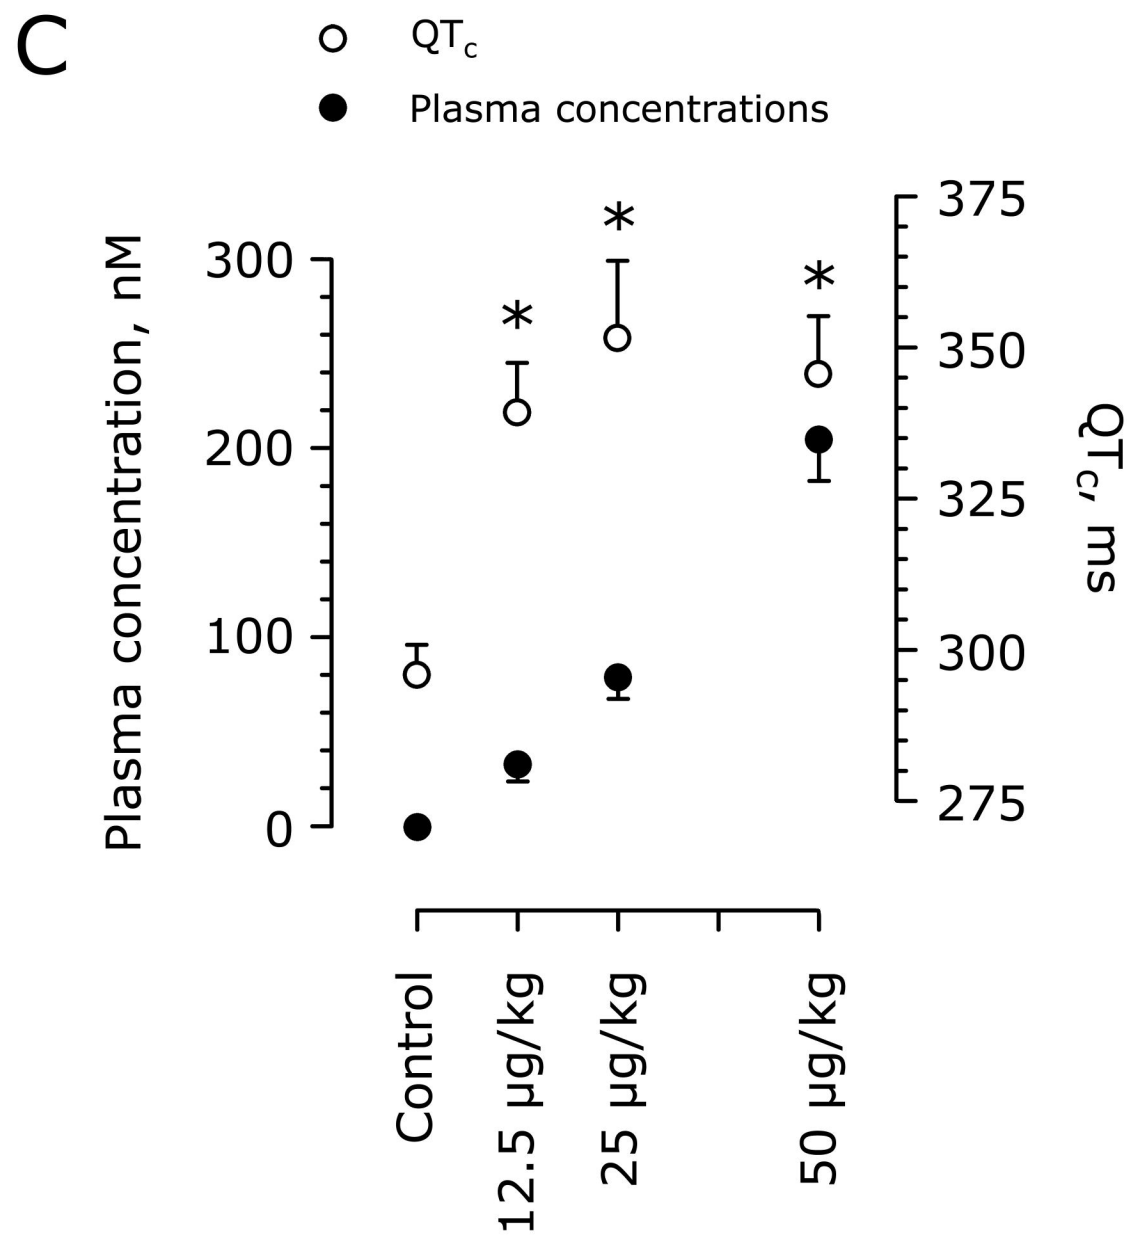 C
QTc
Plasma concentrations
Plasma concentration, nM
300
200
100
0
*
*
*
375
350
325
300
275
QTc, ms
Control
12.5 µg/kg
25 µg/kg
50 µg/kg